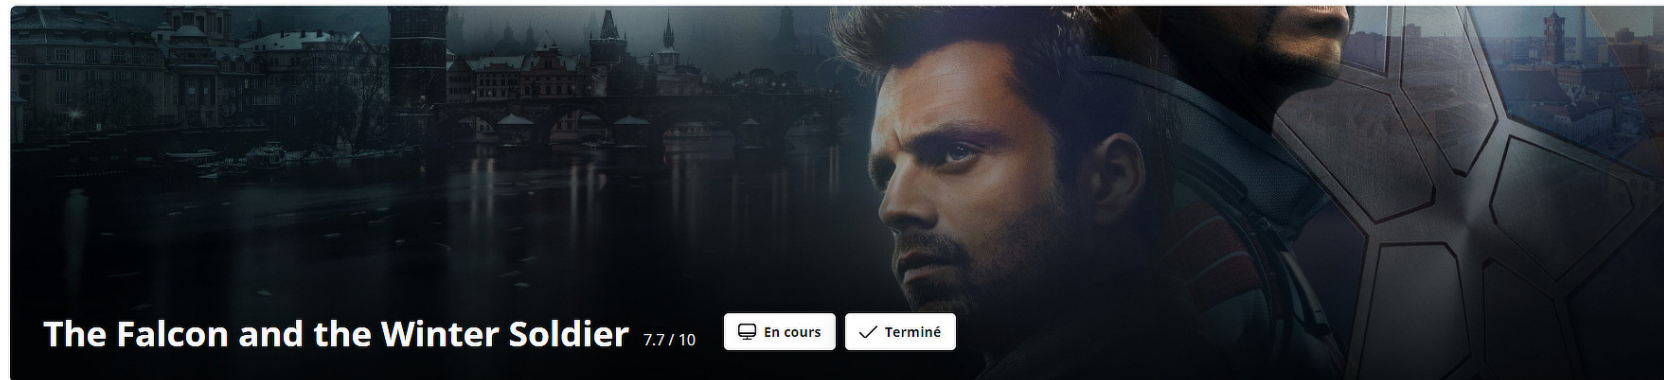 The Falcon and the Winter Soldier 7.7 / 10 En cours Terminé